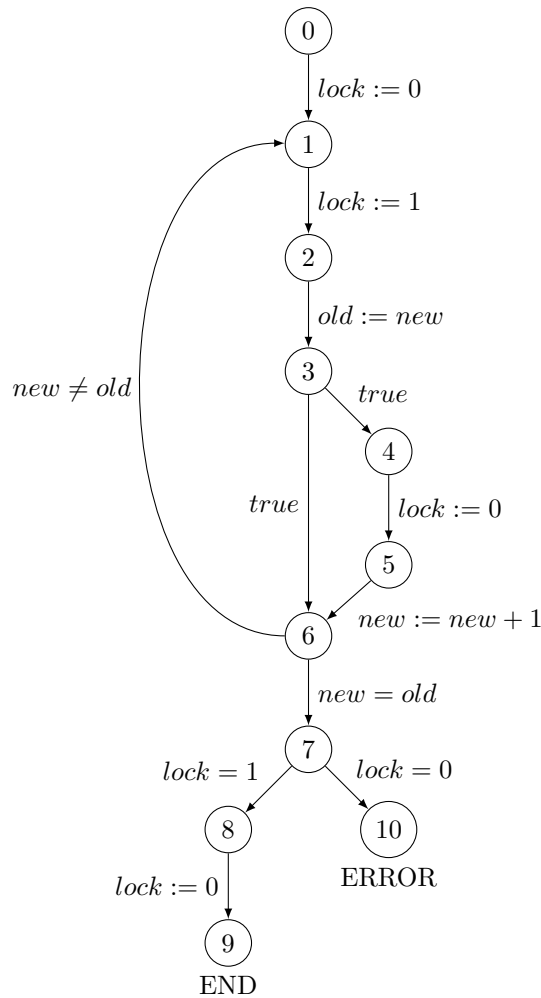 0
lock := 0
1
lock := 1
2
old := new
3
true
new ≠ old
4
true
lock := 0
5
new := new + 1
6
new = old
7
lock = 1
lock = 0
8
10
ERROR
lock := 0
9
END